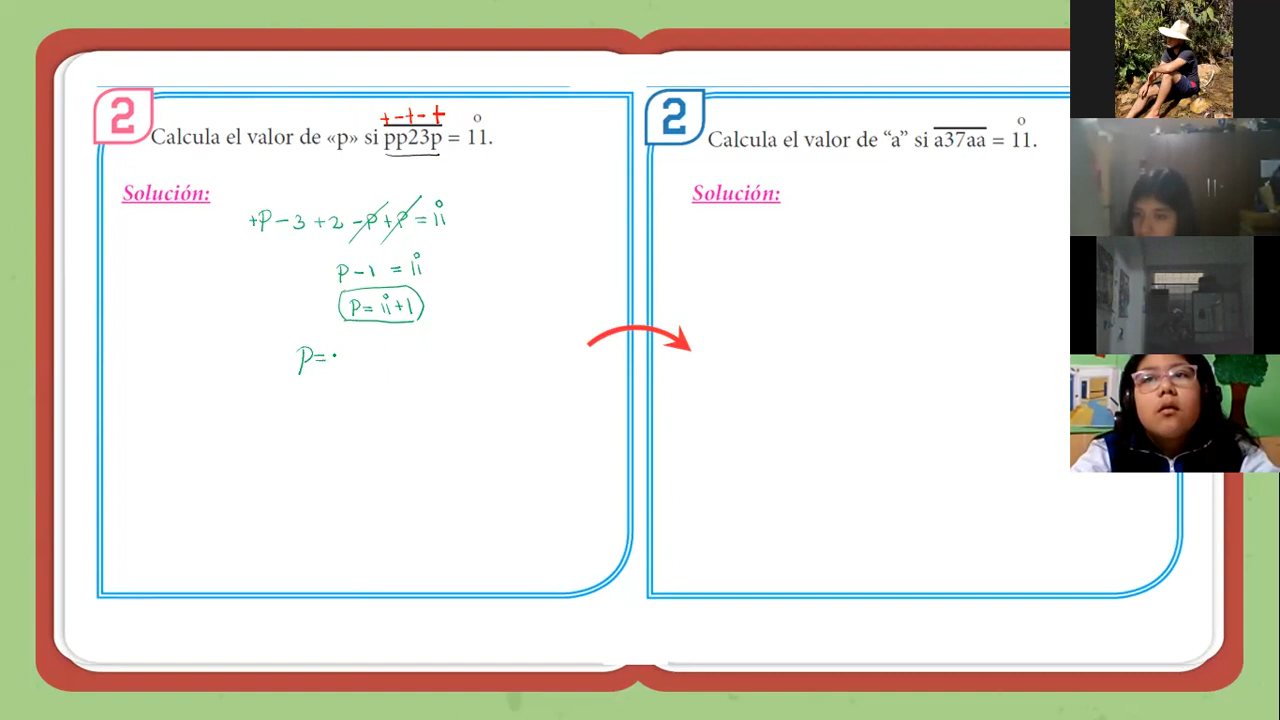 2
Calcula el valor de «p» si pp23p = 11.
+ - + - +
o
Solución:
+P - 3 + 2 - P + P = 11
P - 1 = 11
P = 11 + 1
P = ·
2
Calcula el valor de “a” si a37aa = 11.
o
Solución: